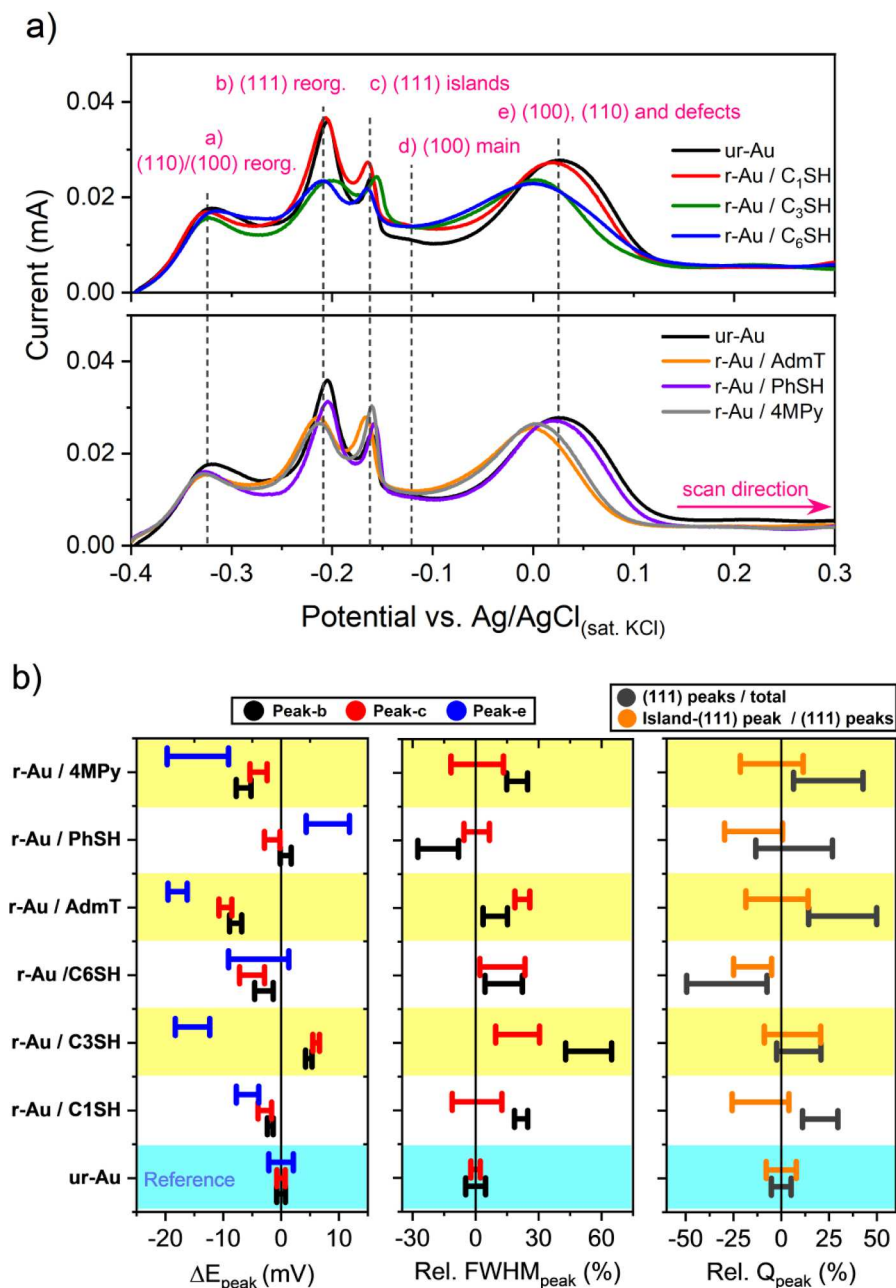 a)
b) (111) reorg.
c) (111) islands
a)
(110)/(100) reorg.
d) (100) main
e) (100), (110) and defects
ur-Au
r-Au / C1SH
r-Au / C3SH
r-Au / C6SH
0.04
0.02
0.00
Current (mA)
ur-Au
r-Au / AdmT
r-Au / PhSH
r-Au / 4MPy
scan direction
0.04
0.02
0.00
-0.4 -0.3 -0.2 -0.1 0.0 0.1 0.2 0.3
Potential vs. Ag/AgCl(sat. KCl)
b)
Peak-b Peak-c Peak-e
(111) peaks / total
Island-(111) peak / (111) peaks
r-Au / 4MPy
r-Au / PhSH
r-Au / AdmT
r-Au /C6SH
r-Au / C3SH
r-Au / C1SH
ur-Au
Reference
-20 -10 0 10
-30 0 30 60
-50 -25 0 25 50
ΔEpeak (mV)
Rel. FWHMpeak (%)
Rel. Qpeak (%)